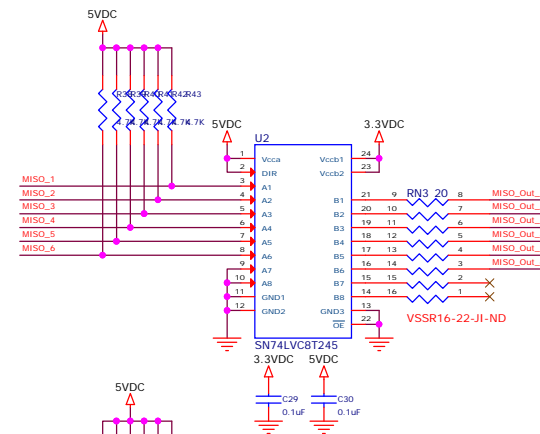 5VDC
R43
4.7K
5VDC
U2
3.3VDC
1 Vcca Vccb1 24
2 DIR Vccb2 23
MISO_1 3 A1 B1 21 9 RN3 20 8 MISO_Out_
MISO_2 4 A2 B2 20 10 7 MISO_Out_
MISO_3 5 A3 B3 19 11 6 MISO_Out_
MISO_4 6 A4 B4 18 12 5 MISO_Out_
MISO_5 7 A5 B5 17 13 4 MISO_Out_
MISO_6 8 A6 B6 16 14 3 MISO_Out_
9 A7 B7 15 15 2
10 A8 B8 14 16 1
11 GND1 GND3 13
12 GND2 OE 22
VSSR16-22-JI-ND
SN74LVC8T245
3.3VDC 5VDC
C29 C30
0.1uF 0.1uF
5VDC